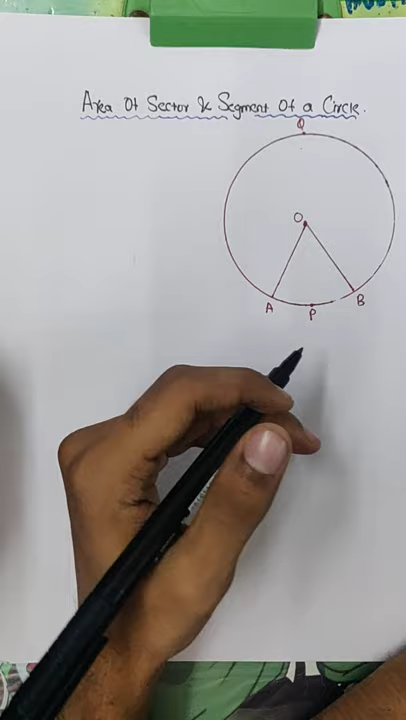 Area Of Sector & Segment Of a Circle.
Q
O
A
P
B